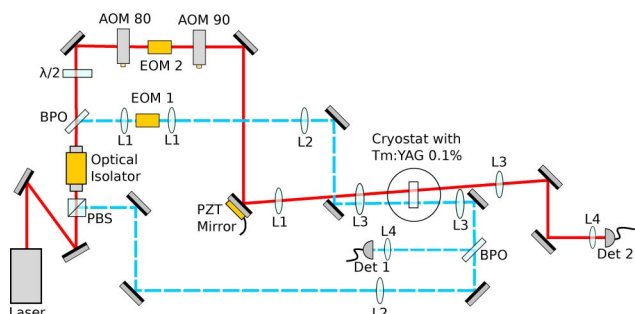 AOM 80
AOM 90
EOM 2
λ/2
BPO
EOM 1
L1
L1
L2
Cryostat with
Tm:YAG 0.1%
Optical
Isolator
L3
PZT
Mirror
L1
L3
L3
PBS
L4
Det 1
BPO
L4
Det 2
Laser
L2